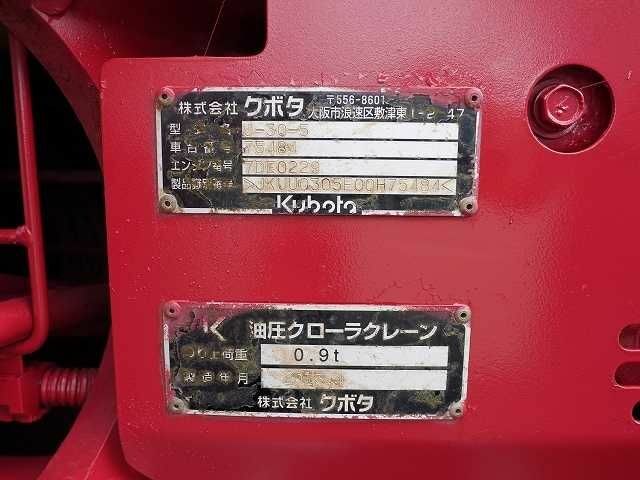 株式会社 クボタ 〒556-8601
大阪市浪速区敷津東1-2 47
型
-30-5
車台番号 75484
エンジン番号 7DE0229
製品識別番号 >JKUU0305E00H75484<
Kubota
K 油圧クローラクレーン
つり上荷重 0.9t
製造年月
株式会社 クボタ